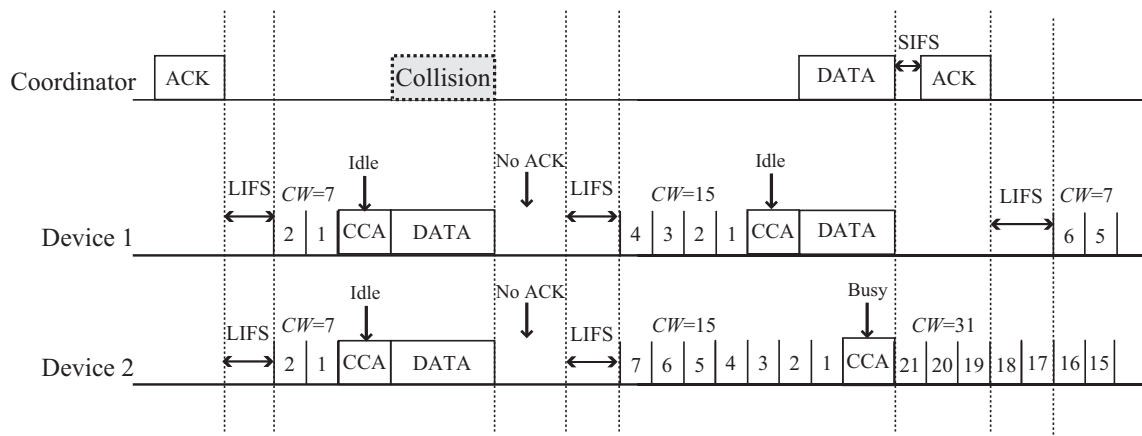 SIFS
Coordinator ACK Collision DATA ACK
Idle No ACK Idle
LIFS CW=7 LIFS CW=15 LIFS CW=7
Device 1 2 1 CCA DATA 4 3 2 1 CCA DATA 6 5
Idle No ACK Busy
LIFS CW=7 LIFS CW=15 CW=31
Device 2 2 1 CCA DATA 7 6 5 4 3 2 1 CCA 21 20 19 18 17 16 15